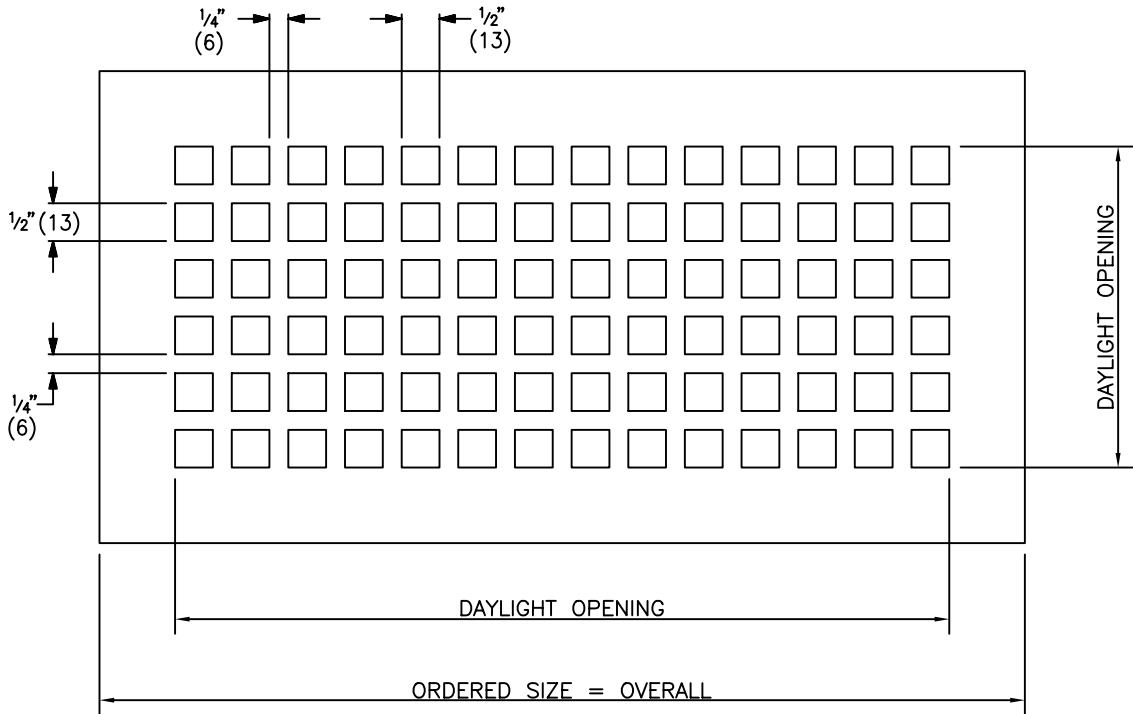 1/4"
(6)
1/2"
(13)
1/2" (13)
1/4"
(6)
DAYLIGHT OPENING
DAYLIGHT OPENING
ORDERED SIZE = OVERALL